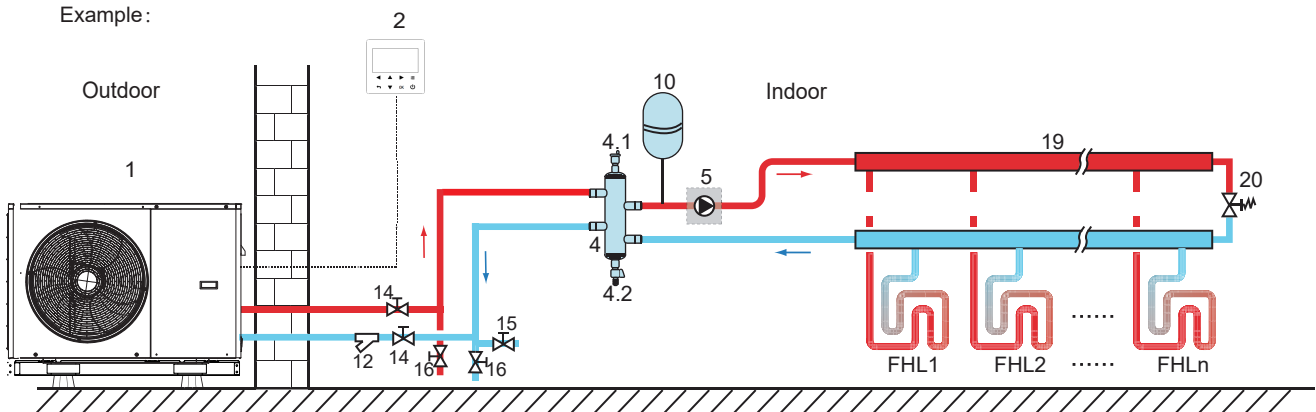 Example:
2
Outdoor
10
Indoor
1
4.1
19
5
20
4
4.2
14
15
12
14
16
16
OK
FHL1
FHL2
......
......
FHLn